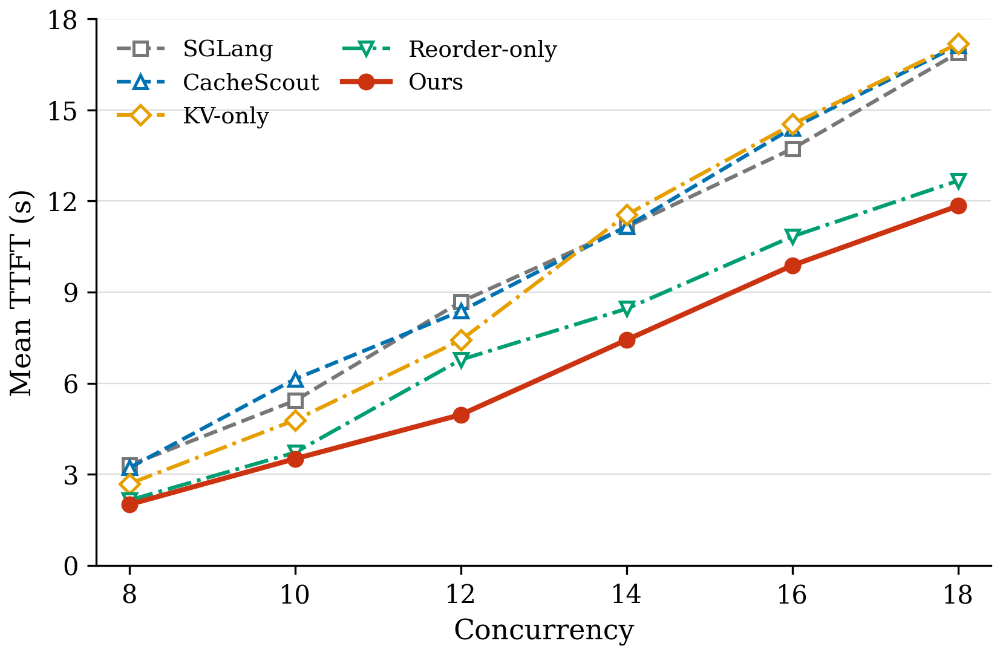 SGLang
CacheScout
KV-only
Reorder-only
Ours
Mean TTFT (s)
18
15
12
9
6
3
0
8 10 12 14 16 18
Concurrency